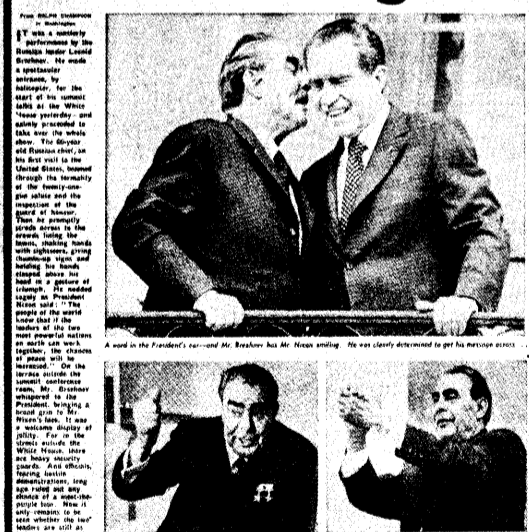 From RALPH CHAMPION
in Washington
IT was a masterly
performance by the
Russian leader Leonid
Brezhnev. He made
a spectacular
entrance, by
helicopter, for the
start of his summit
talks at the White
House yesterday - and
calmly proceeded to
take over the whole
show. The 66-year
old Russian chief, on
his first visit to the
United States, beamed
through the formality
of the twenty-one-
gun salute and the
inspection of the
guard of honour.
Then he promptly
strode across to the
crowds lining the
lawns, shaking hands
with sightseers, giving
thumbs-up signs and
holding his hands
clasped above his
head in a gesture of
triumph. He nodded
sagely as President
Nixon said: "The
people of the world
know that if the
leaders of the two
most powerful nations
on earth can work
together, the chances
of peace will be
increased." On the
terrace outside the
summit conference
room, Mr. Brezhnev
whispered to the
President, bringing a
broad grin to Mr.
Nixon's face. It was
a welcome display of
jollity. For in the
streets outside the
White House, there
are heavy security
guards. And officials,
fearing hostile
demonstrations, long
ago ruled out any
chance of a meet-the-
people tour. Now it
only remains to be
seen whether the two
leaders are still as
A word in the President's ear—and Mr. Brezhnev has Mr. Nixon smiling. He was clearly determined to get his message across